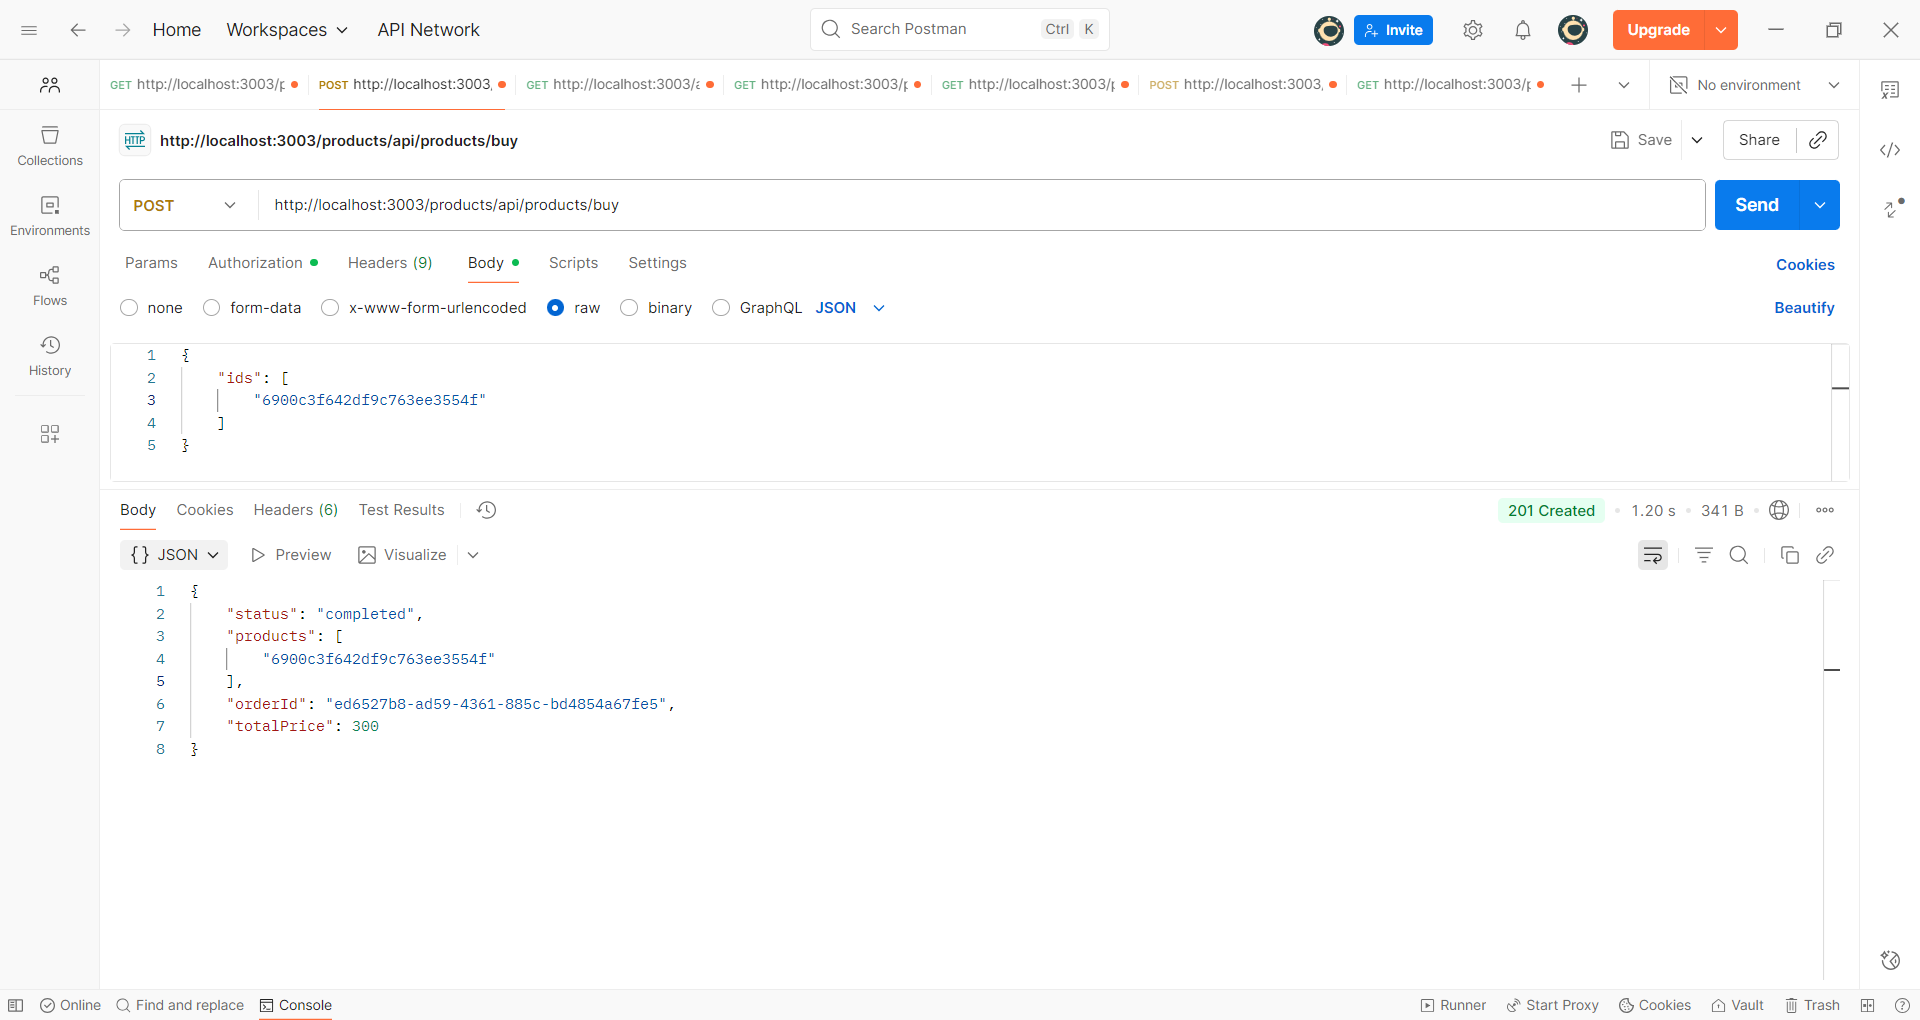 Home Workspaces API Network Search Postman Ctrl K Invite Upgrade
GET http://localhost:3003/p POST http://localhost:3003, GET http://localhost:3003/a GET http://localhost:3003/p GET http://localhost:3003/p POST http://localhost:3003, GET http://localhost:3003/p No environment
Collections
Environments
Flows
History
HTTP http://localhost:3003/products/api/products/buy Save Share
POST http://localhost:3003/products/api/products/buy Send
Params Authorization Headers (9) Body Scripts Settings Cookies
none form-data x-www-form-urlencoded raw binary GraphQL JSON Beautify
1 {
2 "ids": [
3 "6900c3f642df9c763ee3554f"
4 ]
5 }
Body Cookies Headers (6) Test Results 201 Created 1.20 s 341 B
{} JSON Preview Visualize
1 {
2 "status": "completed",
3 "products": [
4 "6900c3f642df9c763ee3554f"
5 ],
6 "orderId": "ed6527b8-ad59-4361-885c-bd4854a67fe5",
7 "totalPrice": 300
8 }
Online Find and replace Console Runner Start Proxy Cookies Vault Trash